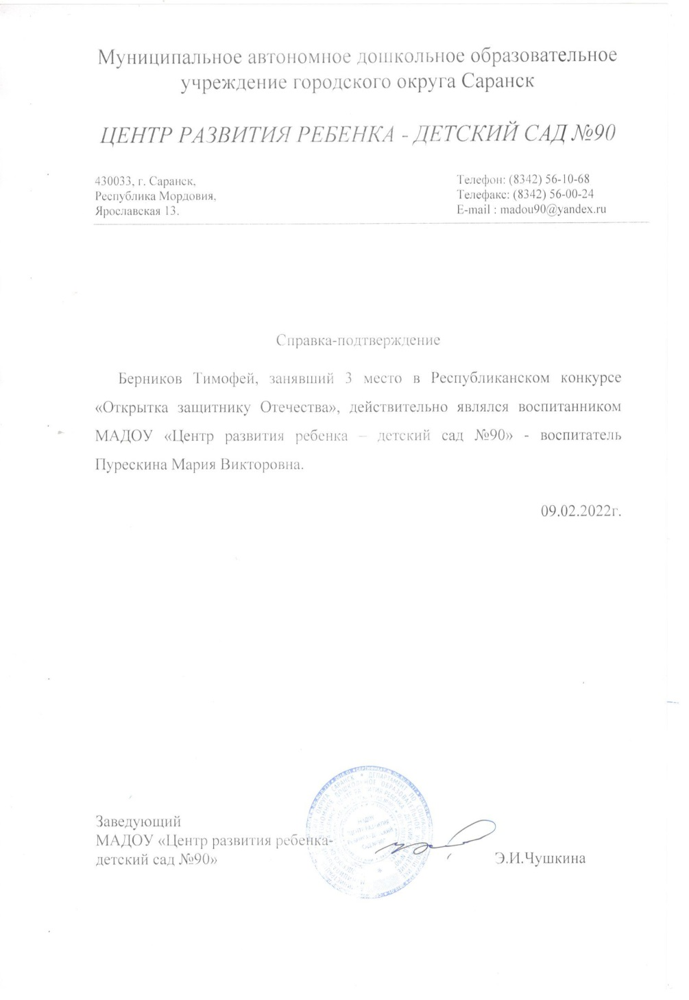 Муниципальное автономное дошкольное образовательное
учреждение городского округа Саранск
ЦЕНТР РАЗВИТИЯ РЕБЕНКА - ДЕТСКИЙ САД №90
430033, г. Саранск,
Республика Мордовия,
Ярославская 13.
Телефон: (8342) 56-10-68
Телефакс: (8342) 56-00-24
E-mail : madou90@yandex.ru
Справка-подтверждение
Берников Тимофей, занявший 3 место в Республиканском конкурсе
«Открытка защитнику Отечества», действительно являлся воспитанником
МАДОУ «Центр развития ребенка – детский сад №90» - воспитатель
Пурескина Мария Викторовна.
09.02.2022г.
Заведующий
МАДОУ «Центр развития ребенка-
детский сад №90»
Э.И.Чушкина